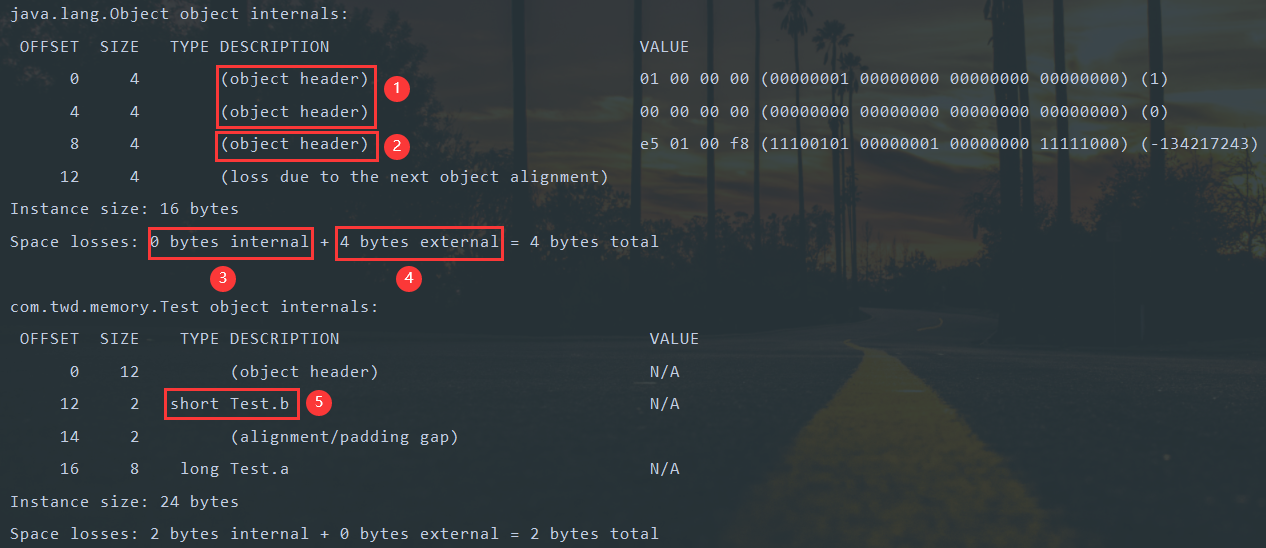 java.lang.Object object internals:
OFFSET SIZE TYPE DESCRIPTION VALUE
0 4 (object header) 01 00 00 00 (00000001 00000000 00000000 00000000) (1)
1
4 4 (object header) 00 00 00 00 (00000000 00000000 00000000 00000000) (0)
8 4 (object header) 2 e5 01 00 f8 (11100101 00000001 00000000 11111000) (-134217243)
12 4 (loss due to the next object alignment)
Instance size: 16 bytes
Space losses: 0 bytes internal + 4 bytes external = 4 bytes total
3 4
com.twd.memory.Test object internals:
OFFSET SIZE TYPE DESCRIPTION VALUE
0 12 (object header) N/A
12 2 short Test.b 5 N/A
14 2 (alignment/padding gap)
16 8 long Test.a N/A
Instance size: 24 bytes
Space losses: 2 bytes internal + 0 bytes external = 2 bytes total